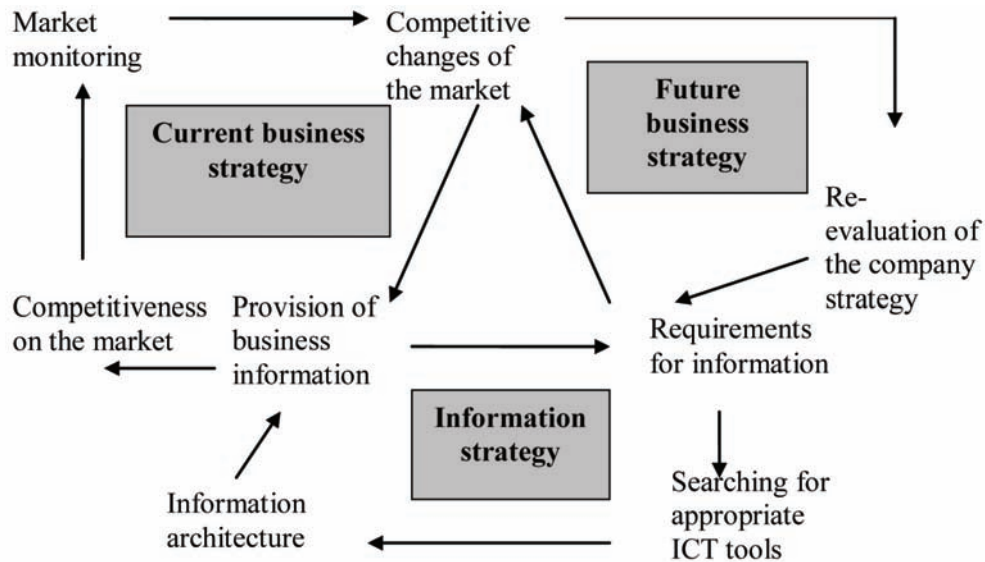 Market
monitoring
Competitive
changes of
the market
Current business
strategy
Future
business
strategy
Re-
evaluation of
the company
strategy
Competitiveness
on the market
Provision of
business
information
Requirements
for information
Information
strategy
Information
architecture
Searching for
appropriate
ICT tools